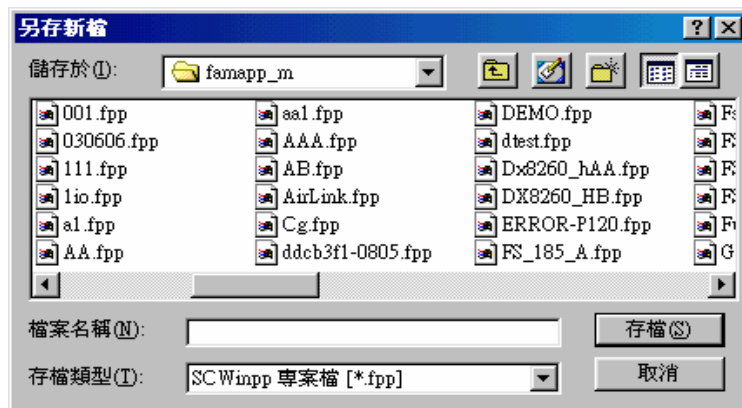 另存新檔
儲存於(I): famapp_m
001.fpp aa1.fpp DEMO.fpp
030606.fpp AAA.fpp dtest.fpp
111.fpp AB.fpp Dx8260_hAA.fpp
1io.fpp AirLink.fpp DX8260_HB.fpp
a1.fpp Cg.fpp ERROR-P120.fpp
AA.fpp ddcb3f1-0805.fpp FS_185_A.fpp G
檔案名稱(N): 存檔(S)
存檔類型(T): SCWinpp 專案檔 [*.fpp] 取消